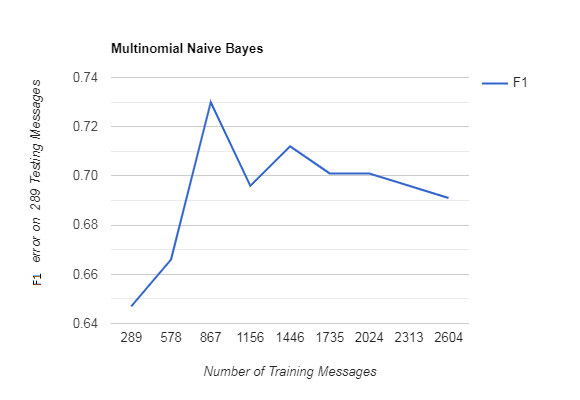 Multinomial Naive Bayes
F1
0.74
0.72
0.70
0.68
0.66
0.64
F1 error on 289 Testing Messages
289 578 867 1156 1446 1735 2024 2313 2604
Number of Training Messages